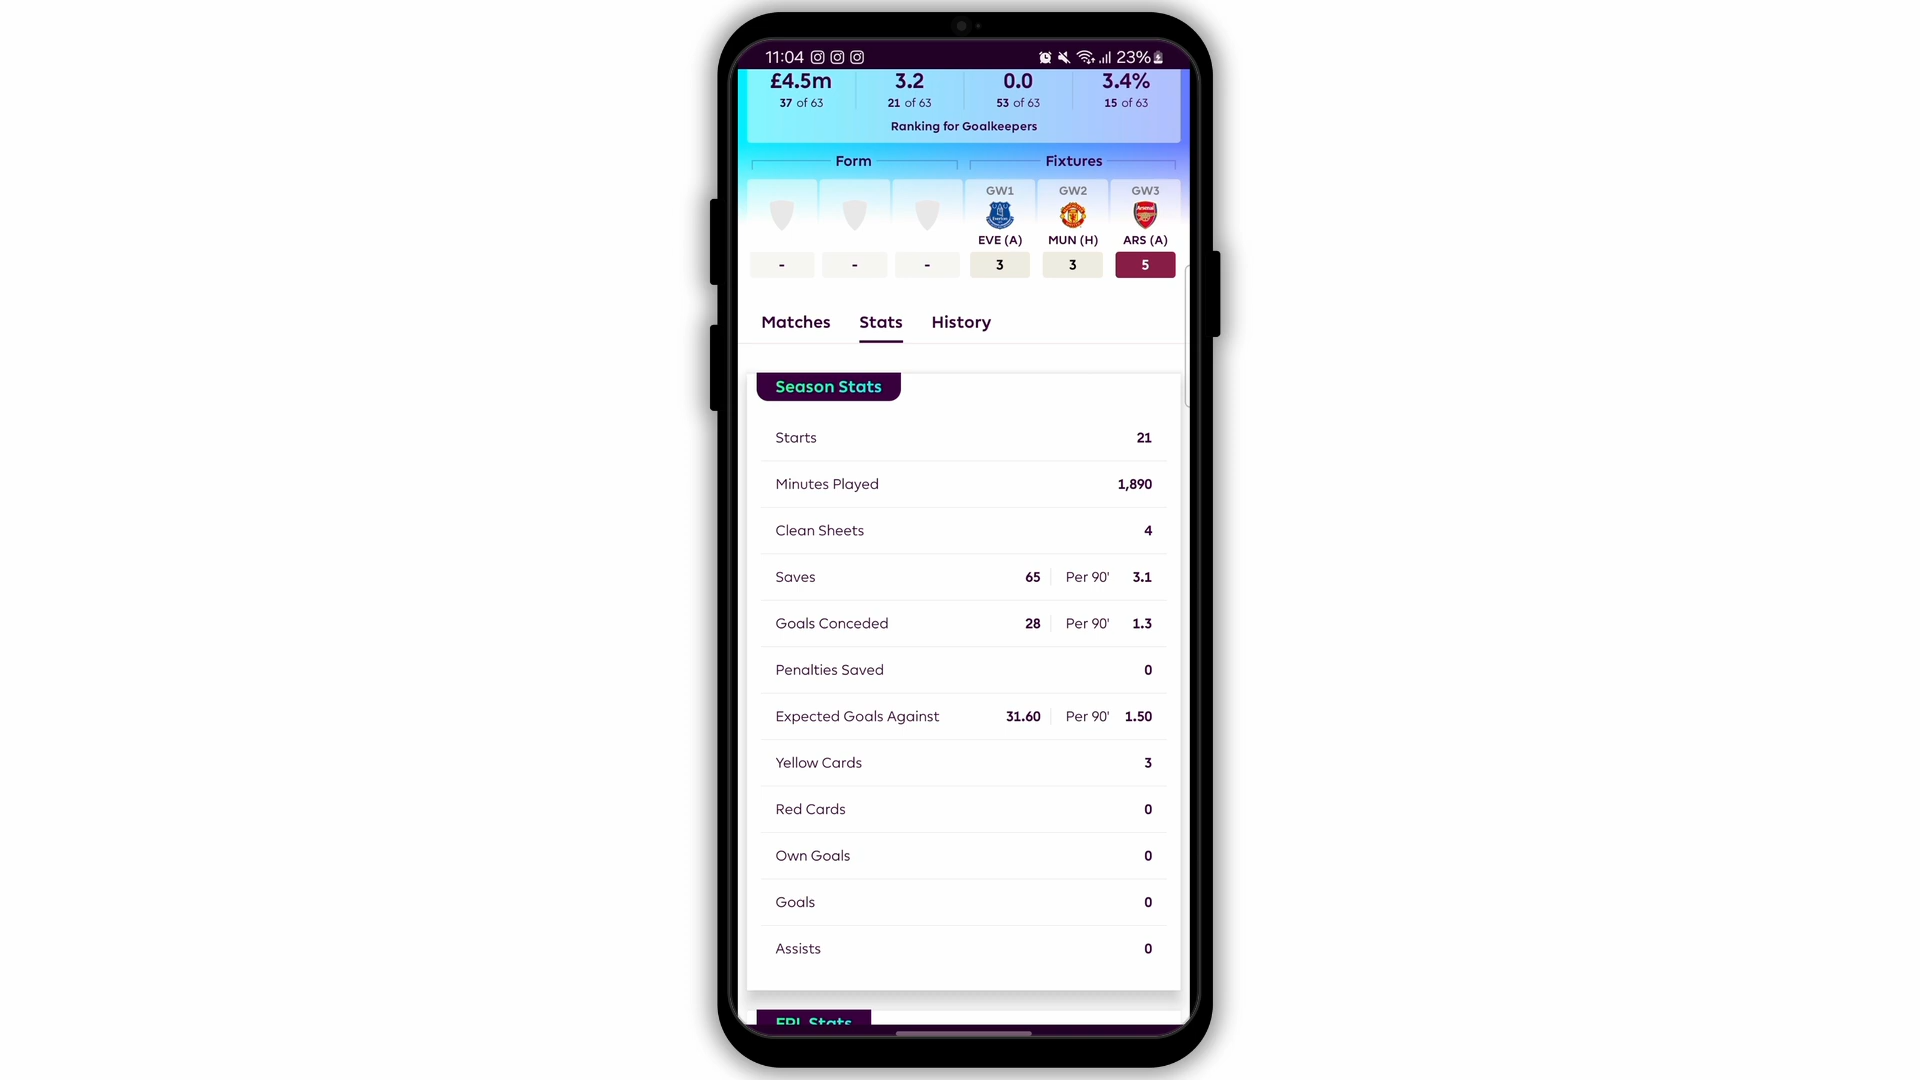 11:04 23%
£4.5m 3.2 0.0 3.4%
37 of 63 21 of 63 53 of 63 15 of 63
Ranking for Goalkeepers
Form Fixtures
GW1 GW2 GW3
Everton Arsenal
EVE (A) MUN (H) ARS (A)
- - - 3 3 5
Matches Stats History
Season Stats
Starts 21
Minutes Played 1,890
Clean Sheets 4
Saves 65 Per 90' 3.1
Goals Conceded 28 Per 90' 1.3
Penalties Saved 0
Expected Goals Against 31.60 Per 90' 1.50
Yellow Cards 3
Red Cards 0
Own Goals 0
Goals 0
Assists 0
FPL Stats